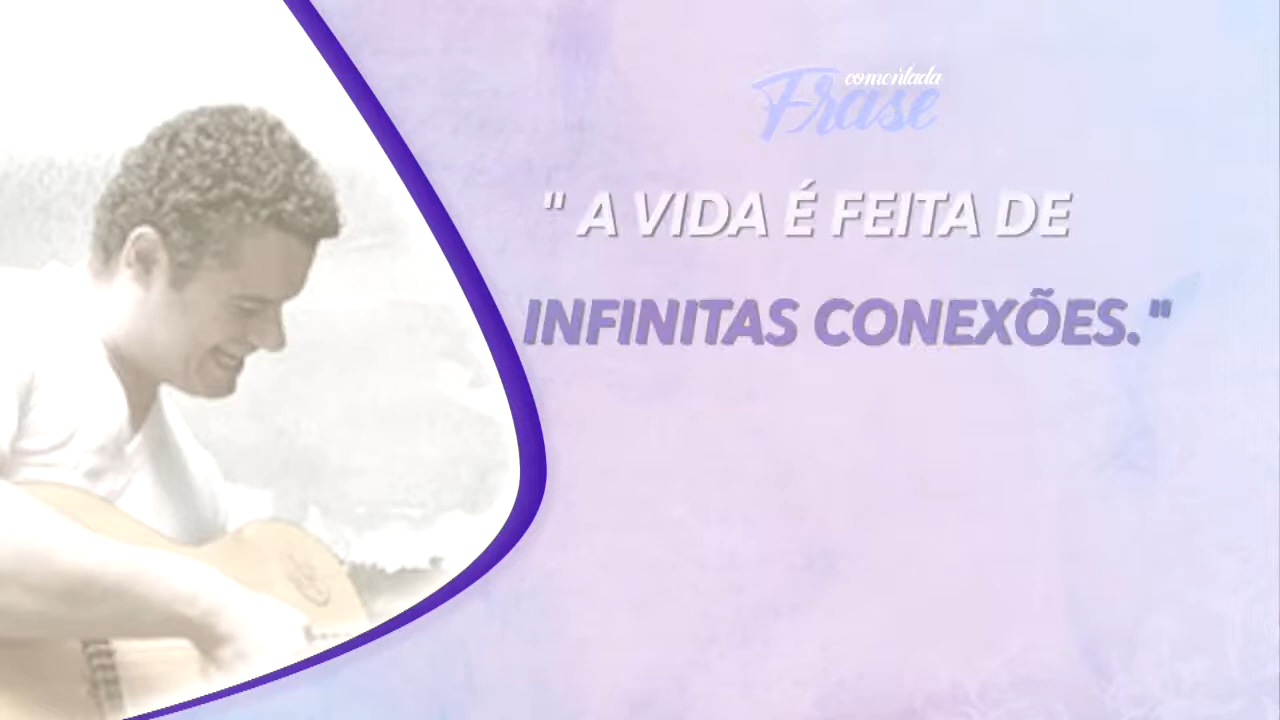 comentada
Frase
" A VIDA É FEITA DE
INFINITAS CONEXÕES."